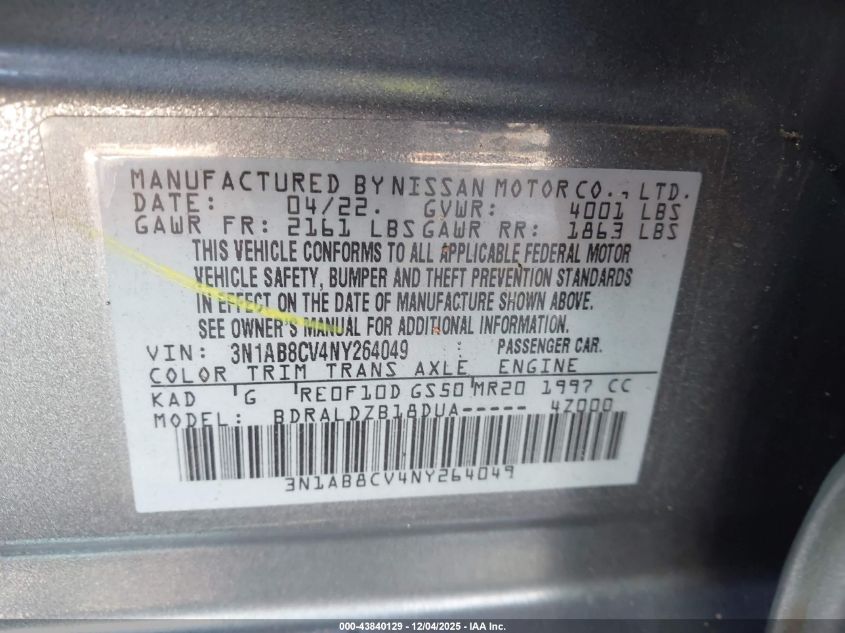 MANUFACTURED BY NISSAN MOTOR CO., LTD.
DATE: 04/22. GVWR: 4001 LBS
GAWR FR: 2161 LBS GAWR RR: 1863 LBS
THIS VEHICLE CONFORMS TO ALL APPLICABLE FEDERAL MOTOR
VEHICLE SAFETY, BUMPER AND THEFT PREVENTION STANDARDS
IN EFFECT ON THE DATE OF MANUFACTURE SHOWN ABOVE.
SEE OWNER'S MANUAL FOR ADDITIONAL INFORMATION.
VIN: 3N1AB8CV4NY264049 : PASSENGER CAR.
COLOR TRIM TRANS AXLE ENGINE
KAD G RE0F10D GS50 MR20 1997 CC
MODEL: BDRALDZB18DUA----- 4Z000
3N1AB8CV4NY264049
000-43840129 - 12/04/2025 - IAA Inc.